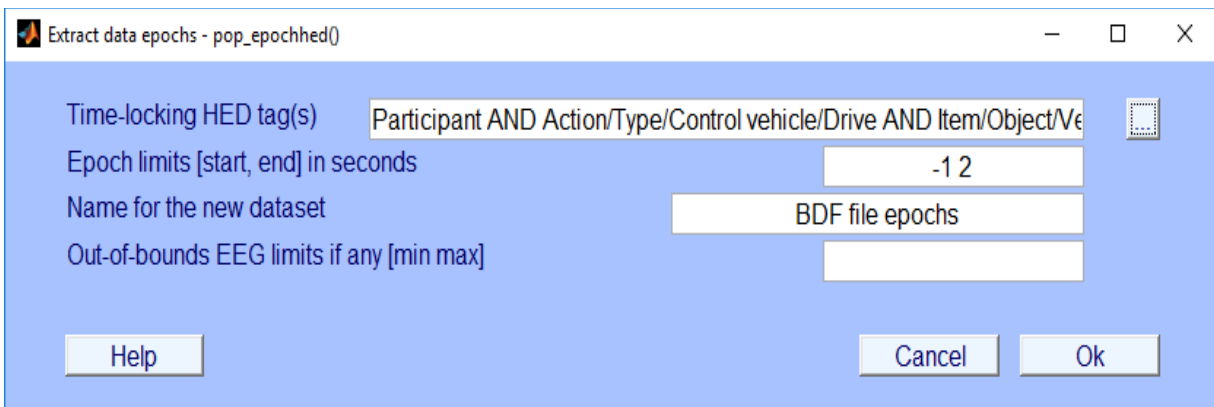 Extract data epochs - pop_epochhed()
Time-locking HED tag(s) Participant AND Action/Type/Control vehicle/Drive AND Item/Object/Ve ...
Epoch limits [start, end] in seconds -1 2
Name for the new dataset BDF file epochs
Out-of-bounds EEG limits if any [min max]
Help Cancel Ok